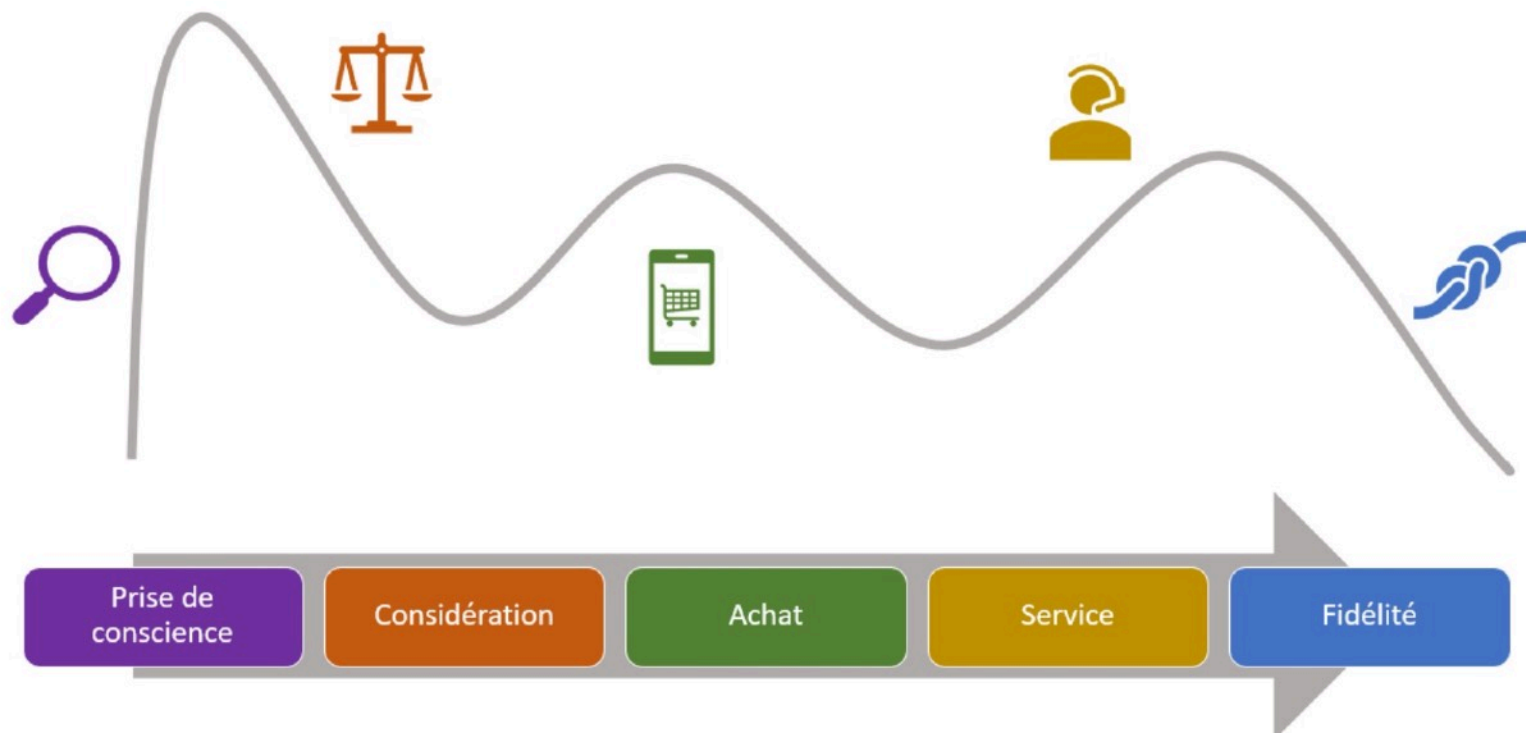 Prise de
conscience
Considération
Achat
Service
Fidélité